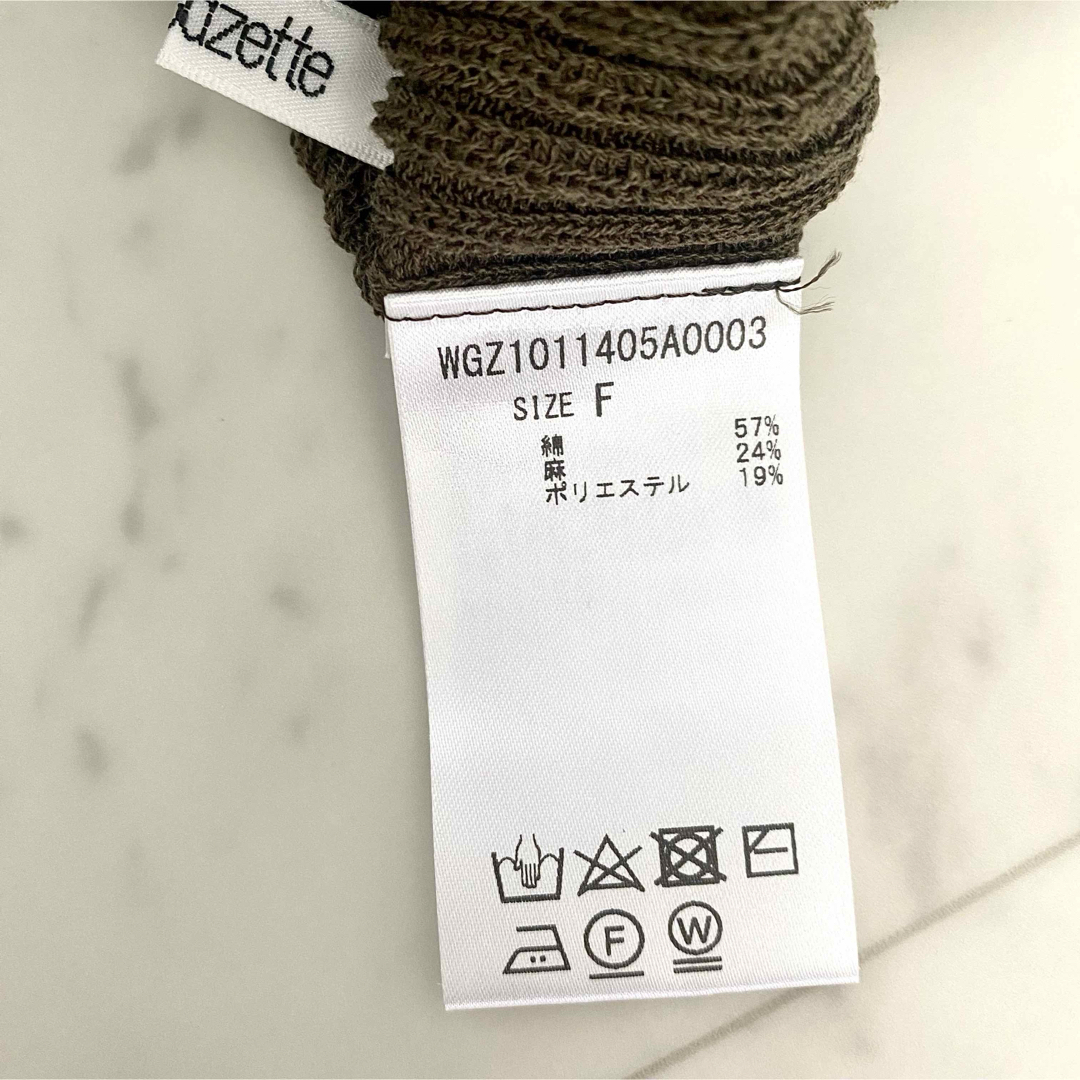 azette
WGZ1011405A0003
SIZE F
綿 57%
麻 24%
ポリエステル 19%
F W